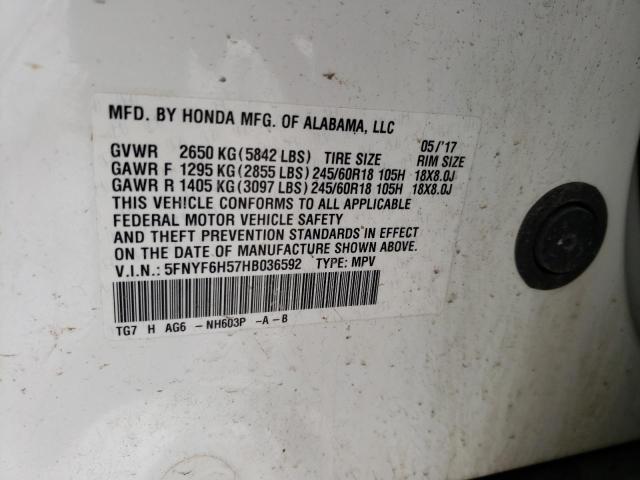 MFD. BY HONDA MFG. OF ALABAMA, LLC 05/'17
GVWR 2650 KG(5842 LBS) TIRE SIZE RIM SIZE
GAWR F 1295 KG(2855 LBS)245/60R18 105H 18X8.0J
GAWR R 1405 KG(3097 LBS)245/60R18 105H 18X8.0J
THIS VEHICLE CONFORMS TO ALL APPLICABLE
FEDERAL MOTOR VEHICLE SAFETY
AND THEFT PREVENTION STANDARDS IN EFFECT
ON THE DATE OF MANUFACTURE SHOWN ABOVE.
V.I.N.: 5FNYF6H57HB036592 TYPE: MPV
TG7 H AG6 - NH603P -A-B